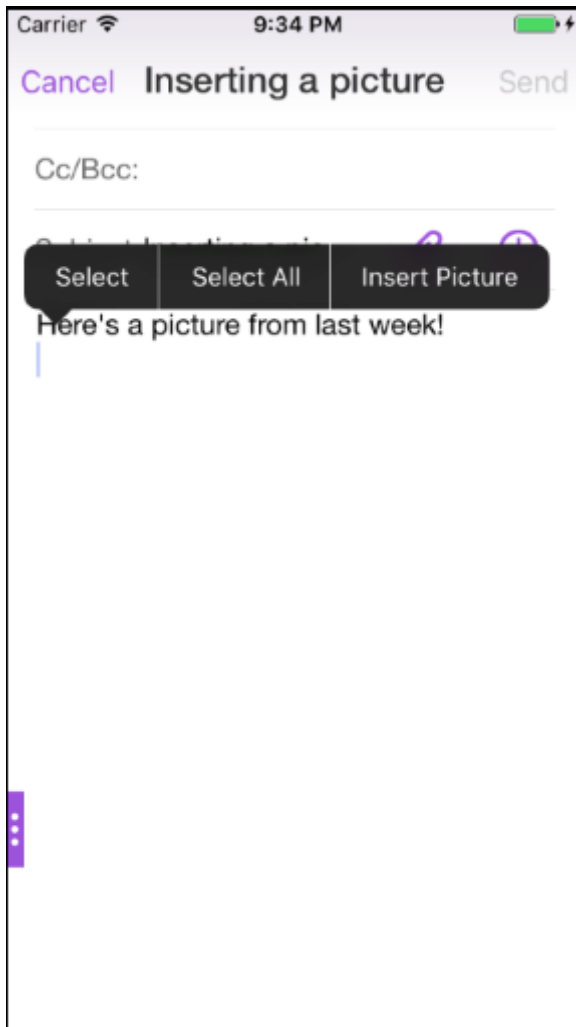 Carrier 9:34 PM
Cancel Inserting a picture Send
Cc/Bcc:
Select Select All Insert Picture
Here's a picture from last week!